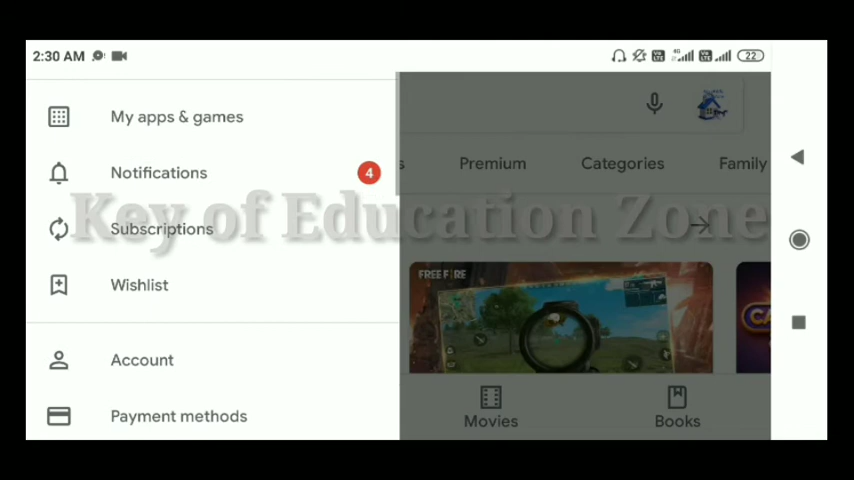 2:30 AM
22
My apps & games
Notifications
4
s
Premium
Categories
Family
Key of Education Zone
Subscriptions
Wishlist
FREE FIRE
Account
Payment methods
Movies
Books